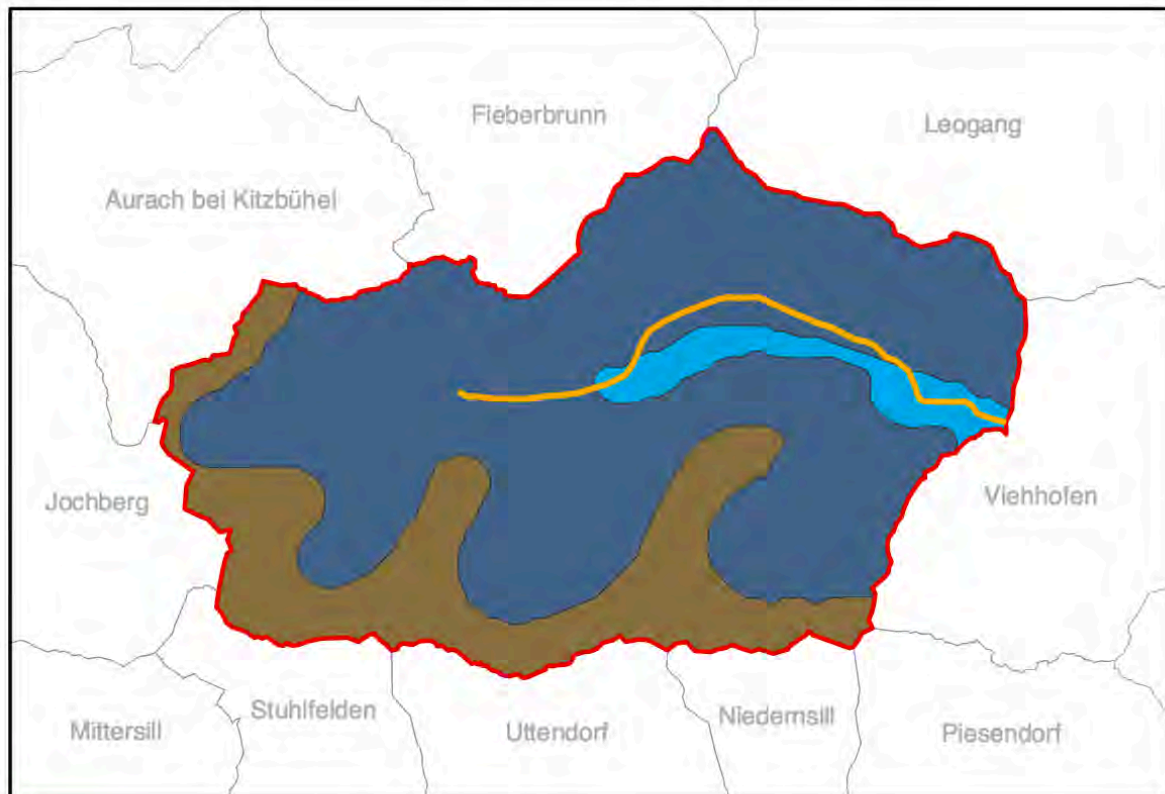 Fieberbrunn
Leogang
Aurach bei Kitzbühel
Jochberg
Viehhofen
Stuhlfelden
Niedernsill
Mittersill
Uttendorf
Piesendorf